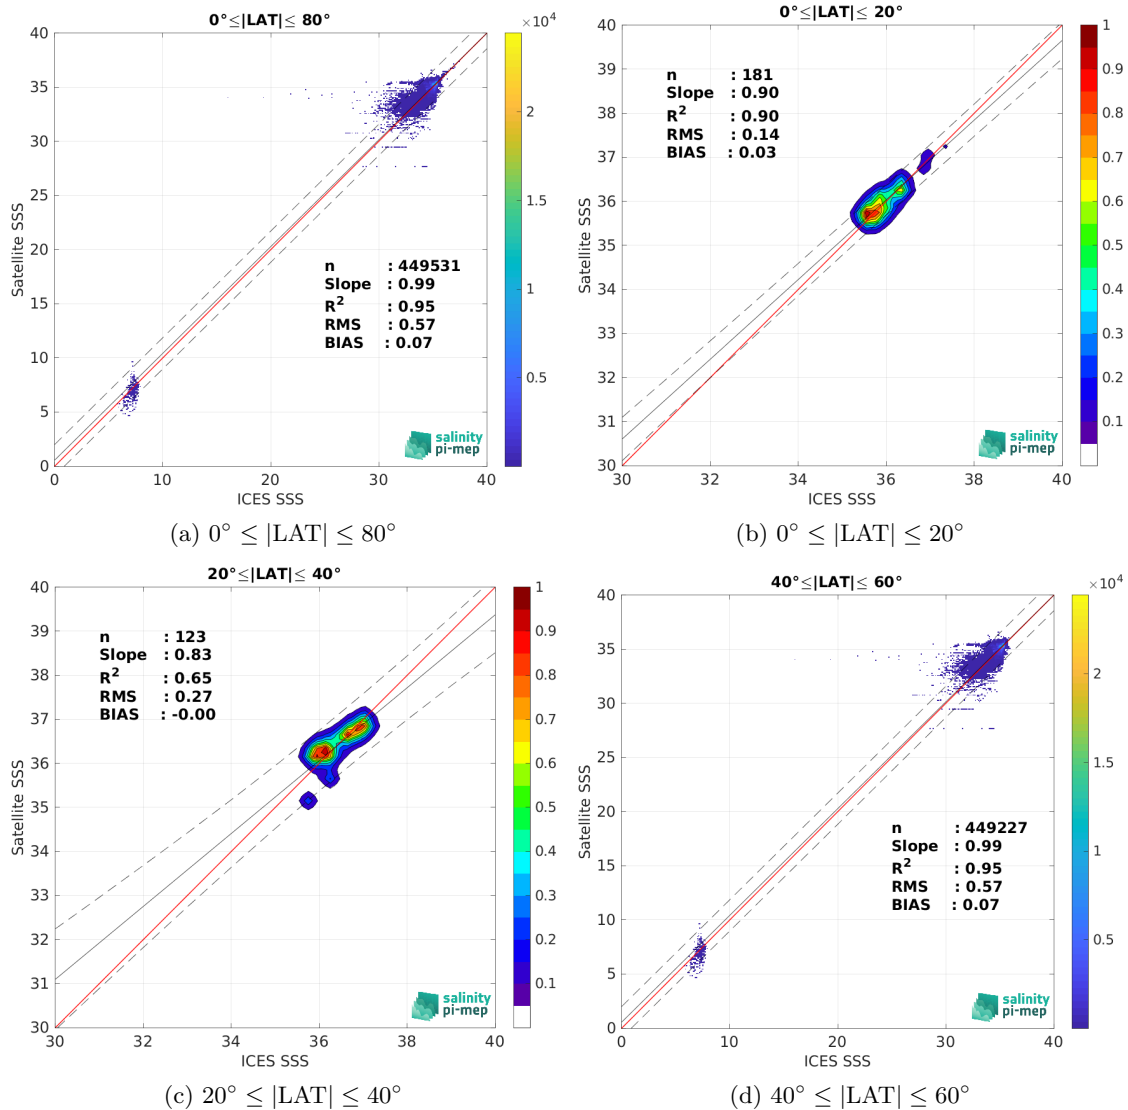 0°≤|LAT|≤ 80°
×10⁴
40
35
30
25
20
15
10
5
0
0
10
20
30
40
Satellite SSS
ICES SSS
n : 449531
Slope : 0.99
R² : 0.95
RMS : 0.57
BIAS : 0.07
2
1.5
1
0.5
salinity
pi-mep
(a) 0° ≤ |LAT| ≤ 80°
0°≤|LAT|≤ 20°
40
39
38
37
36
35
34
33
32
31
30
30
32
34
36
38
40
Satellite SSS
ICES SSS
n : 181
Slope : 0.90
R² : 0.90
RMS : 0.14
BIAS : 0.03
1
0.9
0.8
0.7
0.6
0.5
0.4
0.3
0.2
0.1
salinity
pi-mep
(b) 0° ≤ |LAT| ≤ 20°
20°≤|LAT|≤ 40°
40
39
38
37
36
35
34
33
32
31
30
30
32
34
36
38
40
Satellite SSS
ICES SSS
n : 123
Slope : 0.83
R² : 0.65
RMS : 0.27
BIAS : -0.00
1
0.9
0.8
0.7
0.6
0.5
0.4
0.3
0.2
0.1
salinity
pi-mep
(c) 20° ≤ |LAT| ≤ 40°
40°≤|LAT|≤ 60°
×10⁴
40
35
30
25
20
15
10
5
0
0
10
20
30
40
Satellite SSS
ICES SSS
n : 449227
Slope : 0.99
R² : 0.95
RMS : 0.57
BIAS : 0.07
2
1.5
1
0.5
salinity
pi-mep
(d) 40° ≤ |LAT| ≤ 60°